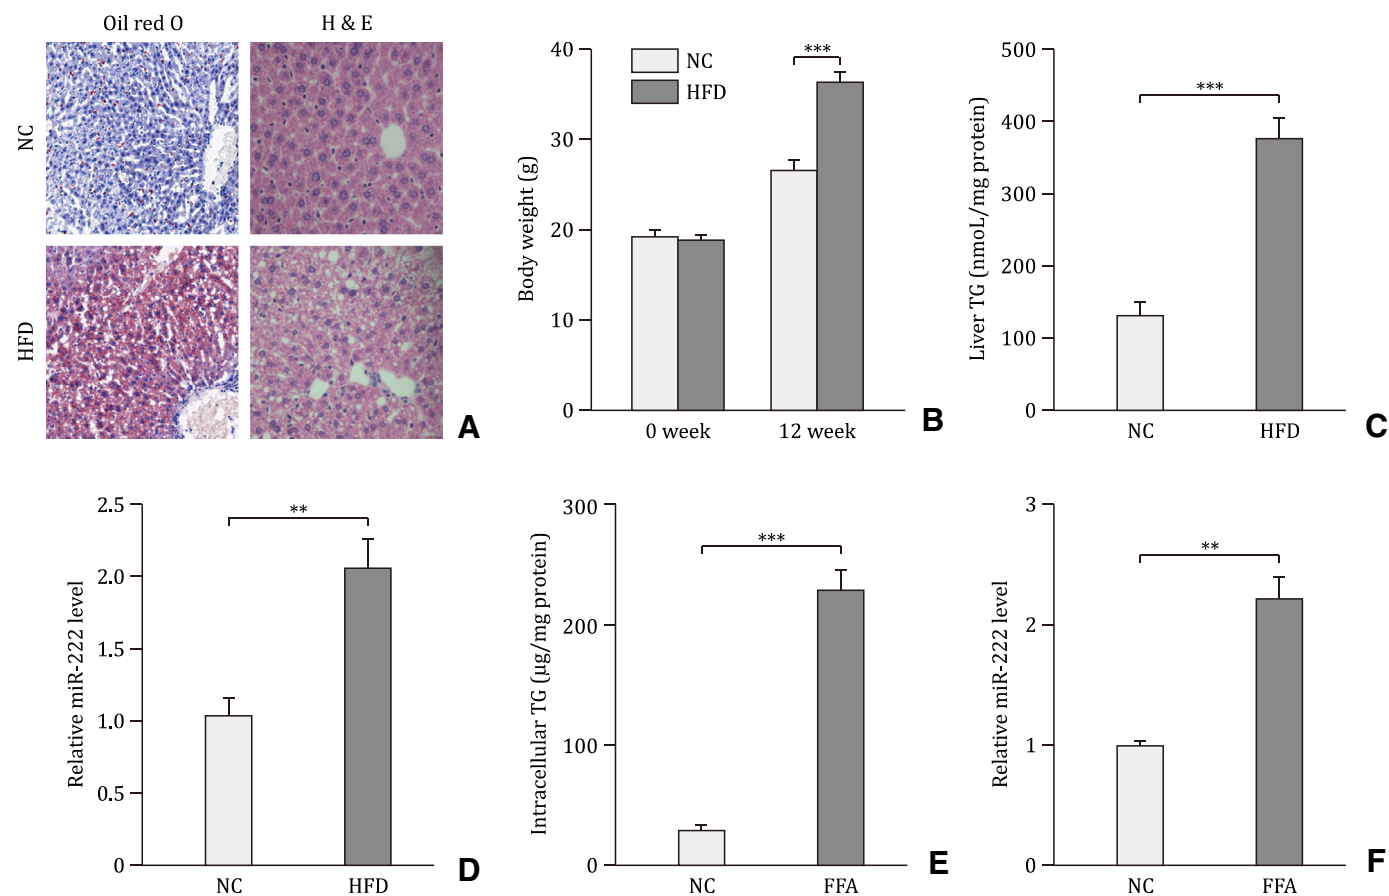 Oil red O
H & E
NC
HFD
A
Body weight (g)
40
30
20
10
0
NC
HFD
***
0 week
12 week
B
Liver TG (nmoL/mg protein)
500
400
300
200
100
0
***
NC
HFD
C
Relative miR-222 level
2.5
2.0
1.5
1.0
0.5
0
**
NC
HFD
D
Intracellular TG (μg/mg protein)
300
200
100
0
***
NC
FFA
E
Relative miR-222 level
3
2
1
0
**
NC
FFA
F